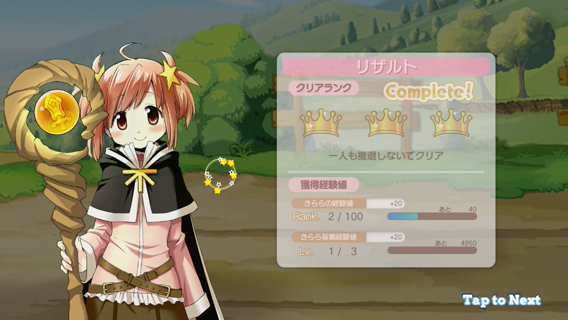 リザルト
クリアランク
Complete!
一人も撤退しないでクリア
獲得経験値
きららの経験値 +20
Rank. 2 / 100 あと 40
きらら装備経験値 +20
Lv. 1 / 3 あと 4950
Tap to Next